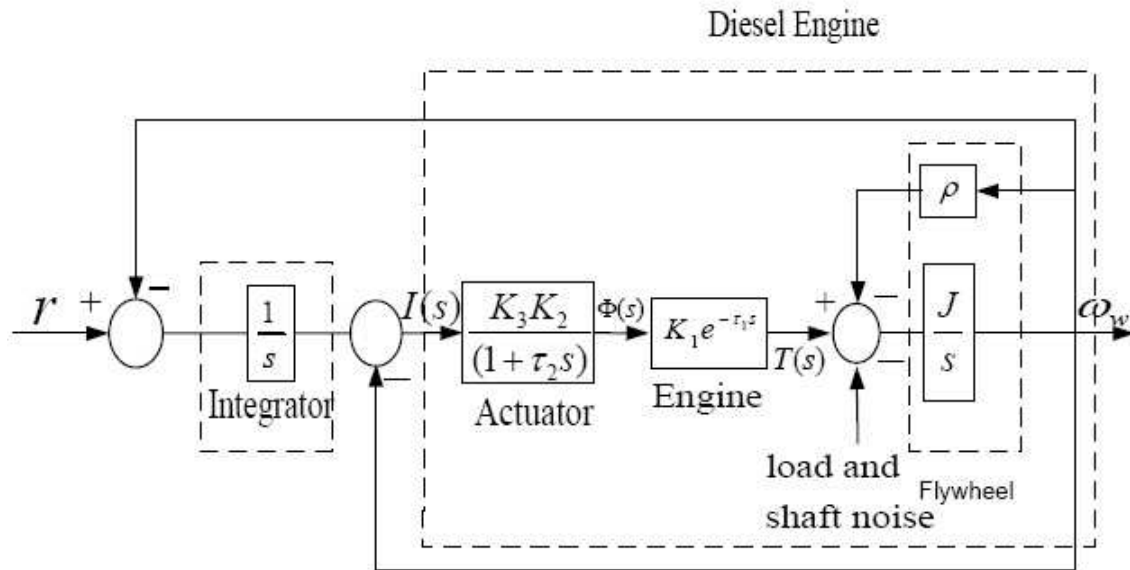 Diesel Engine
ρ
r + −
1
s
Integrator
−
I(s)
K₃K₂
(1 + τ₂s)
Actuator
Φ(s)
K₁e^{-τ₁s}
Engine
T(s)
+ −
−
J
s
ω_w
load and
shaft noise
Flywheel